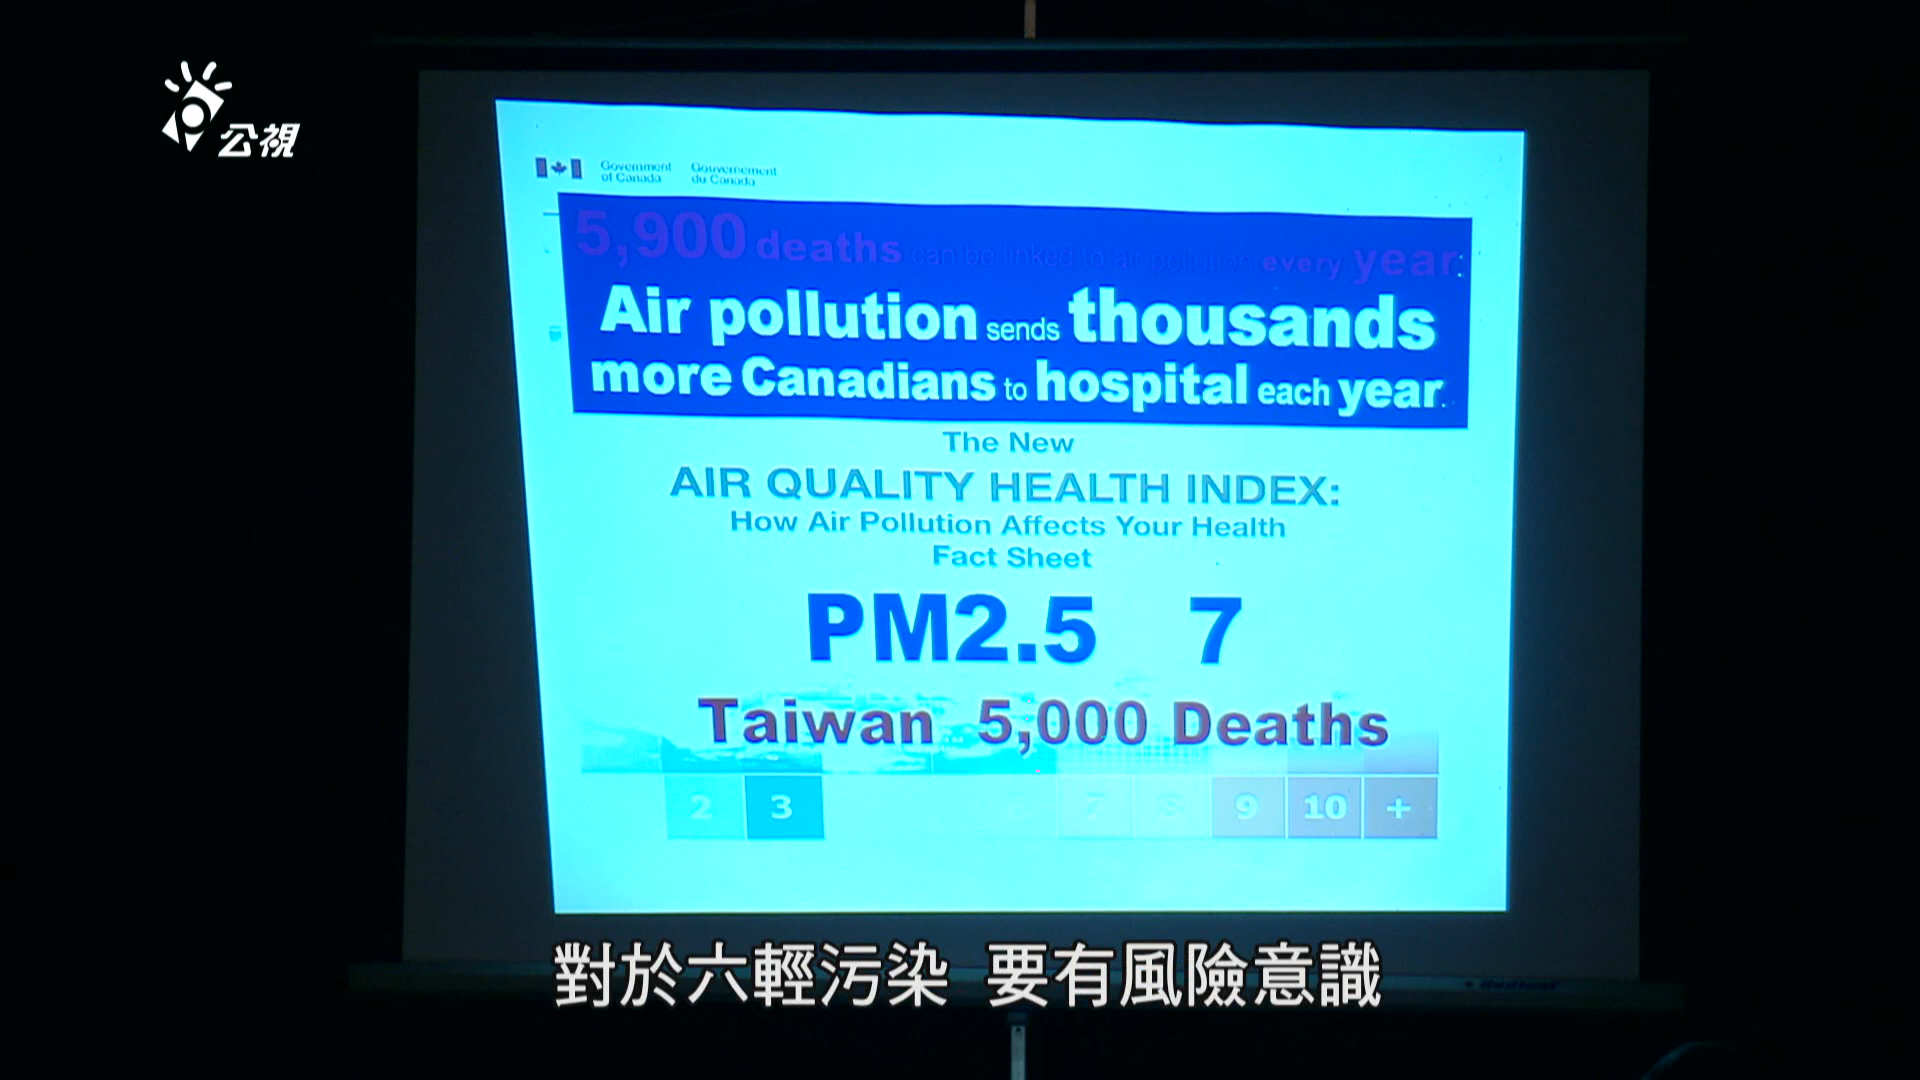 公視
Government of Canada
Gouvernement du Canada
5,900 deaths can be linked to air pollution every year:
Air pollution sends thousands
more Canadians to hospital each year.
The New
AIR QUALITY HEALTH INDEX:
How Air Pollution Affects Your Health
Fact Sheet
PM2.5 7
Taiwan 5,000 Deaths
2 3 7 8 9 10 +
對於六輕污染 要有風險意識